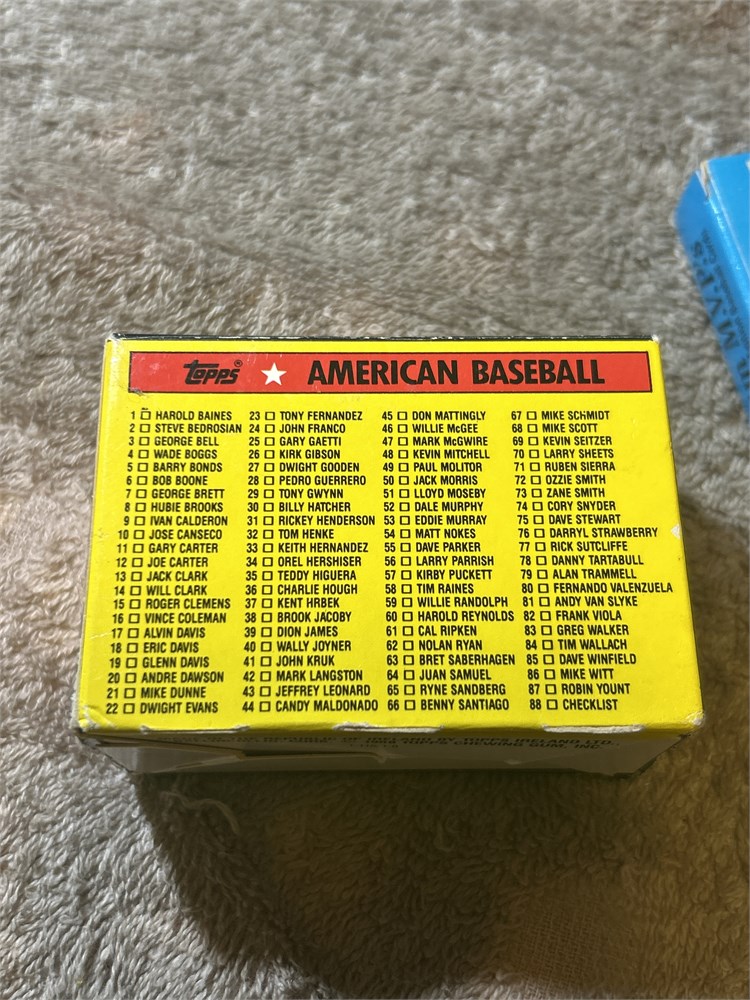 topps® ★ AMERICAN BASEBALL
1 □ HAROLD BAINES
2 □ STEVE BEDROSIAN
3 □ GEORGE BELL
4 □ WADE BOGGS
5 □ BARRY BONDS
6 □ BOB BOONE
7 □ GEORGE BRETT
8 □ HUBIE BROOKS
9 □ IVAN CALDERON
10 □ JOSE CANSECO
11 □ GARY CARTER
12 □ JOE CARTER
13 □ JACK CLARK
14 □ WILL CLARK
15 □ ROGER CLEMENS
16 □ VINCE COLEMAN
17 □ ALVIN DAVIS
18 □ ERIC DAVIS
19 □ GLENN DAVIS
20 □ ANDRE DAWSON
21 □ MIKE DUNNE
22 □ DWIGHT EVANS
23 □ TONY FERNANDEZ
24 □ JOHN FRANCO
25 □ GARY GAETTI
26 □ KIRK GIBSON
27 □ DWIGHT GOODEN
28 □ PEDRO GUERRERO
29 □ TONY GWYNN
30 □ BILLY HATCHER
31 □ RICKEY HENDERSON
32 □ TOM HENKE
33 □ KEITH HERNANDEZ
34 □ OREL HERSHISER
35 □ TEDDY HIGUERA
36 □ CHARLIE HOUGH
37 □ KENT HRBEK
38 □ BROOK JACOBY
39 □ DION JAMES
40 □ WALLY JOYNER
41 □ JOHN KRUK
42 □ MARK LANGSTON
43 □ JEFFREY LEONARD
44 □ CANDY MALDONADO
45 □ DON MATTINGLY
46 □ WILLIE McGEE
47 □ MARK McGWIRE
48 □ KEVIN MITCHELL
49 □ PAUL MOLITOR
50 □ JACK MORRIS
51 □ LLOYD MOSEBY
52 □ DALE MURPHY
53 □ EDDIE MURRAY
54 □ MATT NOKES
55 □ DAVE PARKER
56 □ LARRY PARRISH
57 □ KIRBY PUCKETT
58 □ TIM RAINES
59 □ WILLIE RANDOLPH
60 □ HAROLD REYNOLDS
61 □ CAL RIPKEN
62 □ NOLAN RYAN
63 □ BRET SABERHAGEN
64 □ JUAN SAMUEL
65 □ RYNE SANDBERG
66 □ BENNY SANTIAGO
67 □ MIKE SCHMIDT
68 □ MIKE SCOTT
69 □ KEVIN SEITZER
70 □ LARRY SHEETS
71 □ RUBEN SIERRA
72 □ OZZIE SMITH
73 □ ZANE SMITH
74 □ CORY SNYDER
75 □ DAVE STEWART
76 □ DARRYL STRAWBERRY
77 □ RICK SUTCLIFFE
78 □ DANNY TARTABULL
79 □ ALAN TRAMMELL
80 □ FERNANDO VALENZUELA
81 □ ANDY VAN SLYKE
82 □ FRANK VIOLA
83 □ GREG WALKER
84 □ TIM WALLACH
85 □ DAVE WINFIELD
86 □ MIKE WITT
87 □ ROBIN YOUNT
88 □ CHECKLIST
REPUBLIC OF IRELAND BY TOPPS IRELAND LTD.
TOPPS CHEWING GUM, INC.
M.V.P.'S